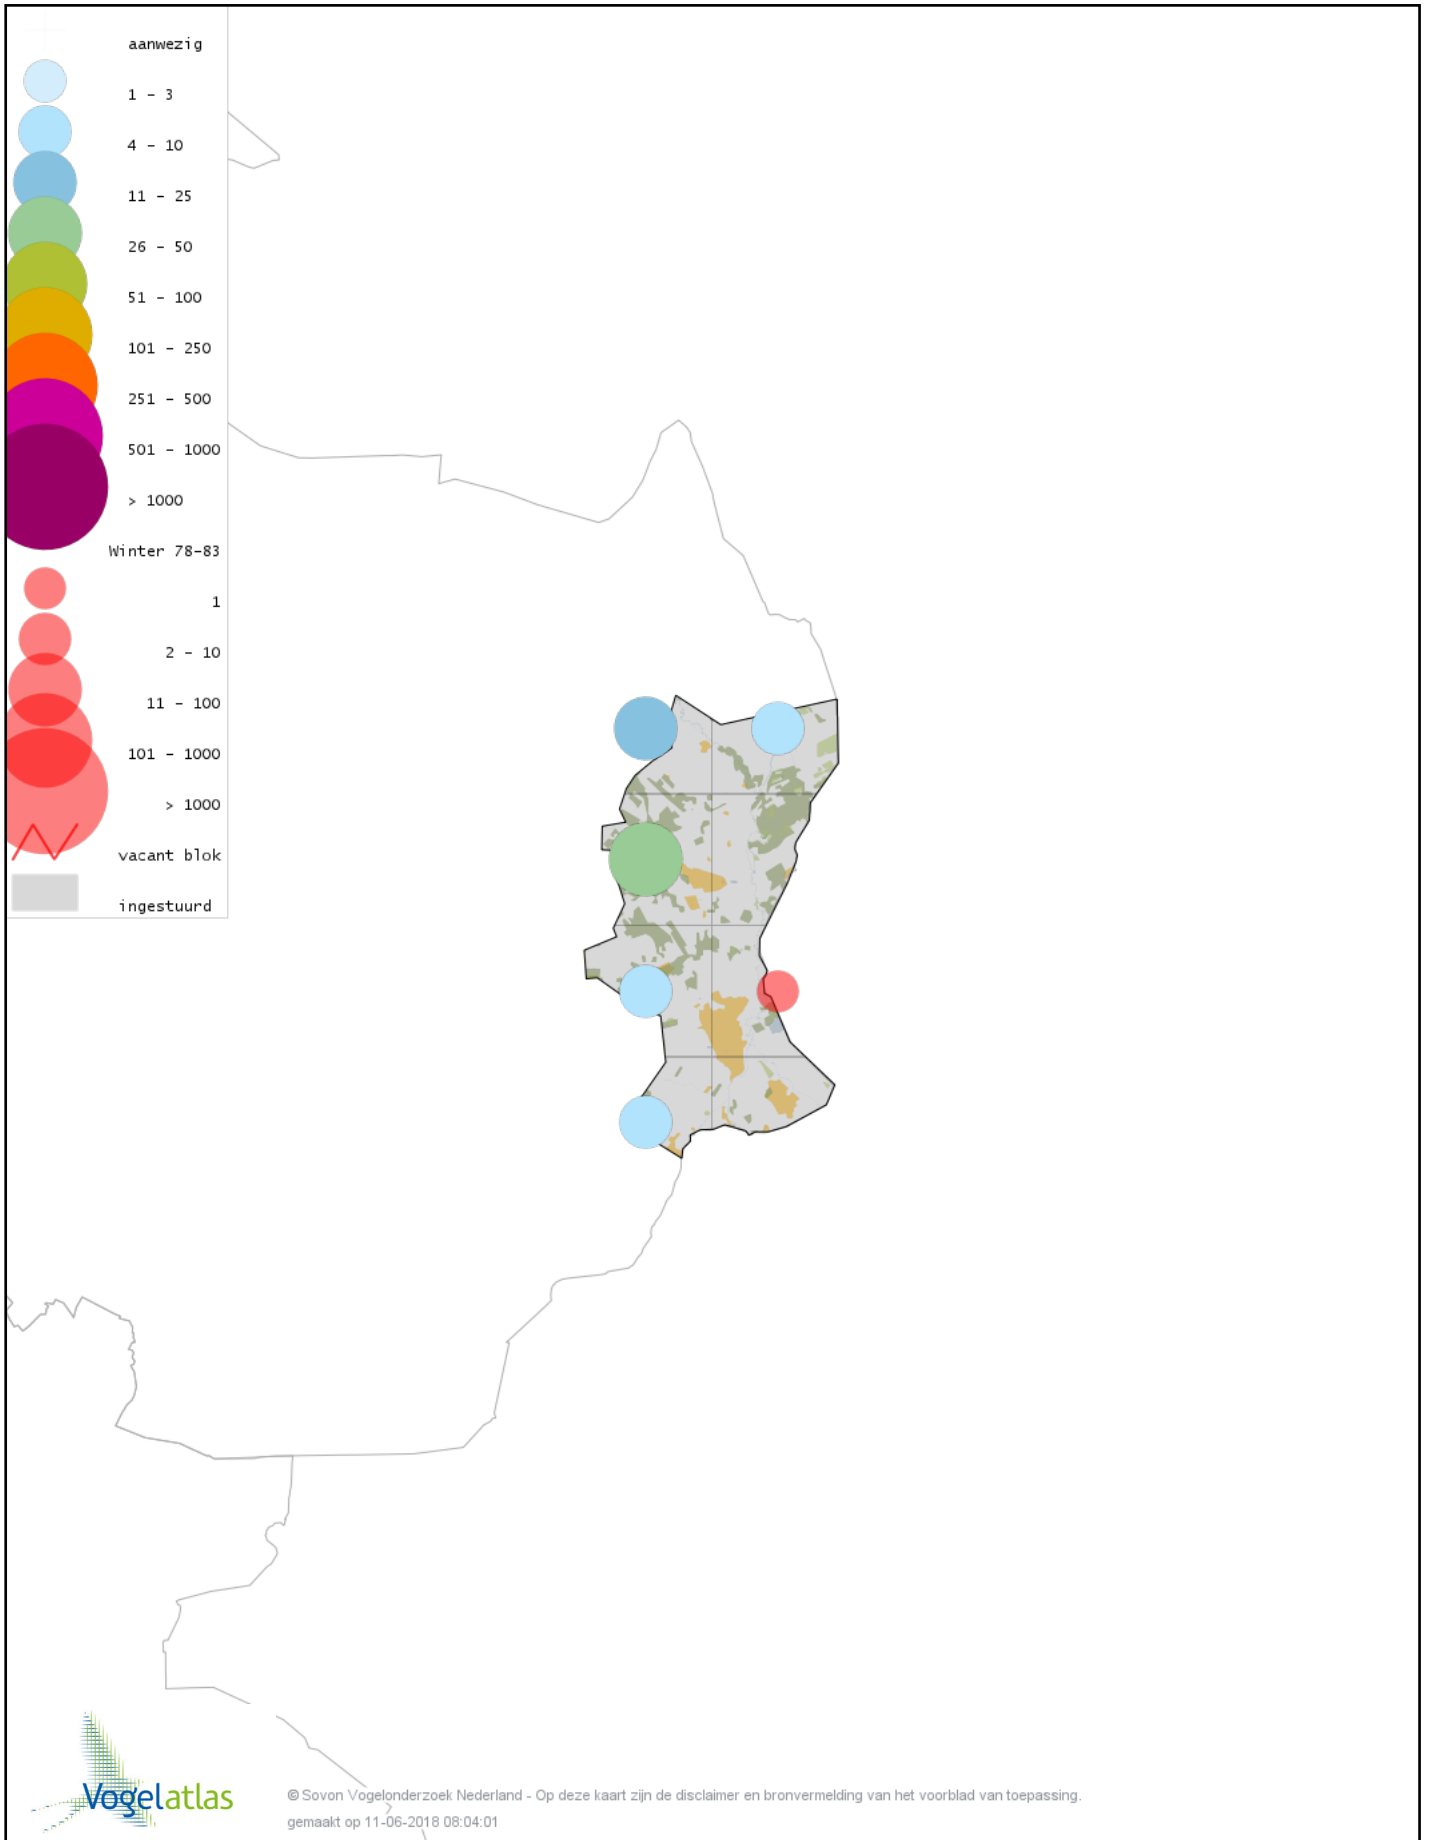 aanwezig
1 - 3
4 - 10
11 - 25
26 - 50
51 - 100
101 - 250
251 - 500
501 - 1000
> 1000
Winter 78-83
1
2 - 10
11 - 100
101 - 1000
> 1000
vacant blok
ingestuurd
Vogelatlas
© Sovon Vogelonderzoek Nederland - Op deze kaart zijn de disclaimer en bronvermelding van het voorblad van toepassing.
gemaakt op 11-06-2018 08:04:01